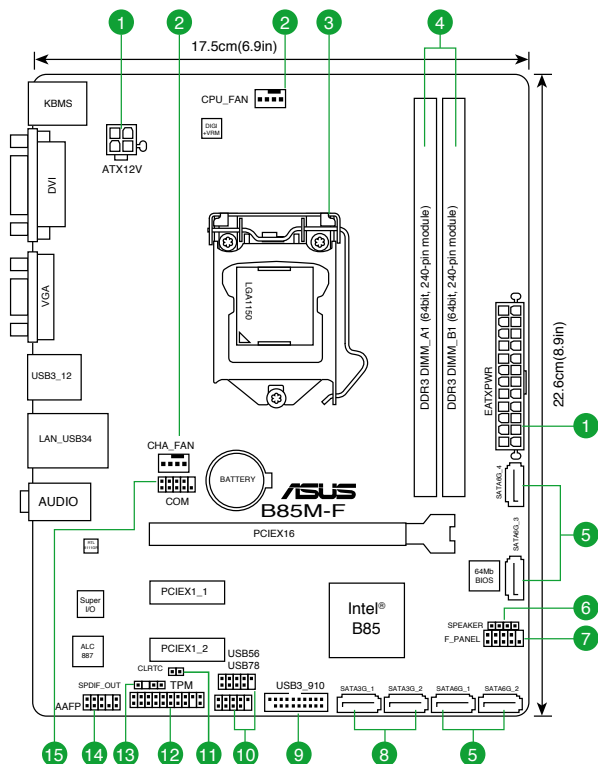 1
2
2
3
4
17.5cm(6.9in)
KBMS
CPU_FAN
DIGI
+VRM
ATX12V
DVI
VGA
LGA1150
DDR3 DIMM_A1 (64bit, 240-pin module)
DDR3 DIMM_B1 (64bit, 240-pin module)
22.6cm(8.9in)
EATXPWR
1
USB3_12
LAN_USB34
AUDIO
CHA_FAN
COM
BATTERY
ASUS
B85M-F
SATA6G_4
SATA6G_3
5
PCIEX16
64Mb
BIOS
Super
I/O
PCIEX1_1
Intel®
B85
6
SPEAKER
F_PANEL
7
ALC
887
PCIEX1_2
USB56
USB78
CLRTC
SPDIF_OUT
TPM
AAFP
USB3_910
SATA3G_1
SATA3G_2
SATA6G_1
SATA6G_2
15
14
13
12
11
10
9
8
5